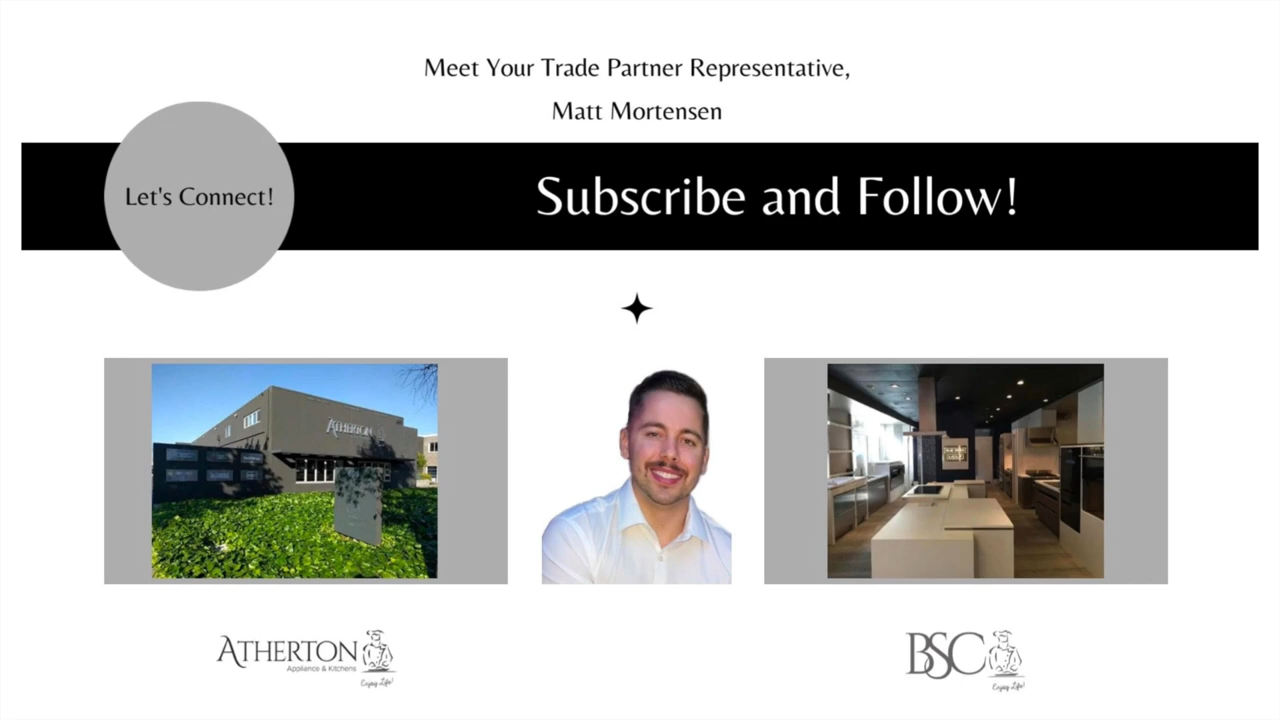 Meet Your Trade Partner Representative,
Matt Mortensen
Let's Connect!
Subscribe and Follow!
ATHERTON
ATHERTON
Appliance & Kitchens
Enjoy Life!
BSC
Enjoy Life!